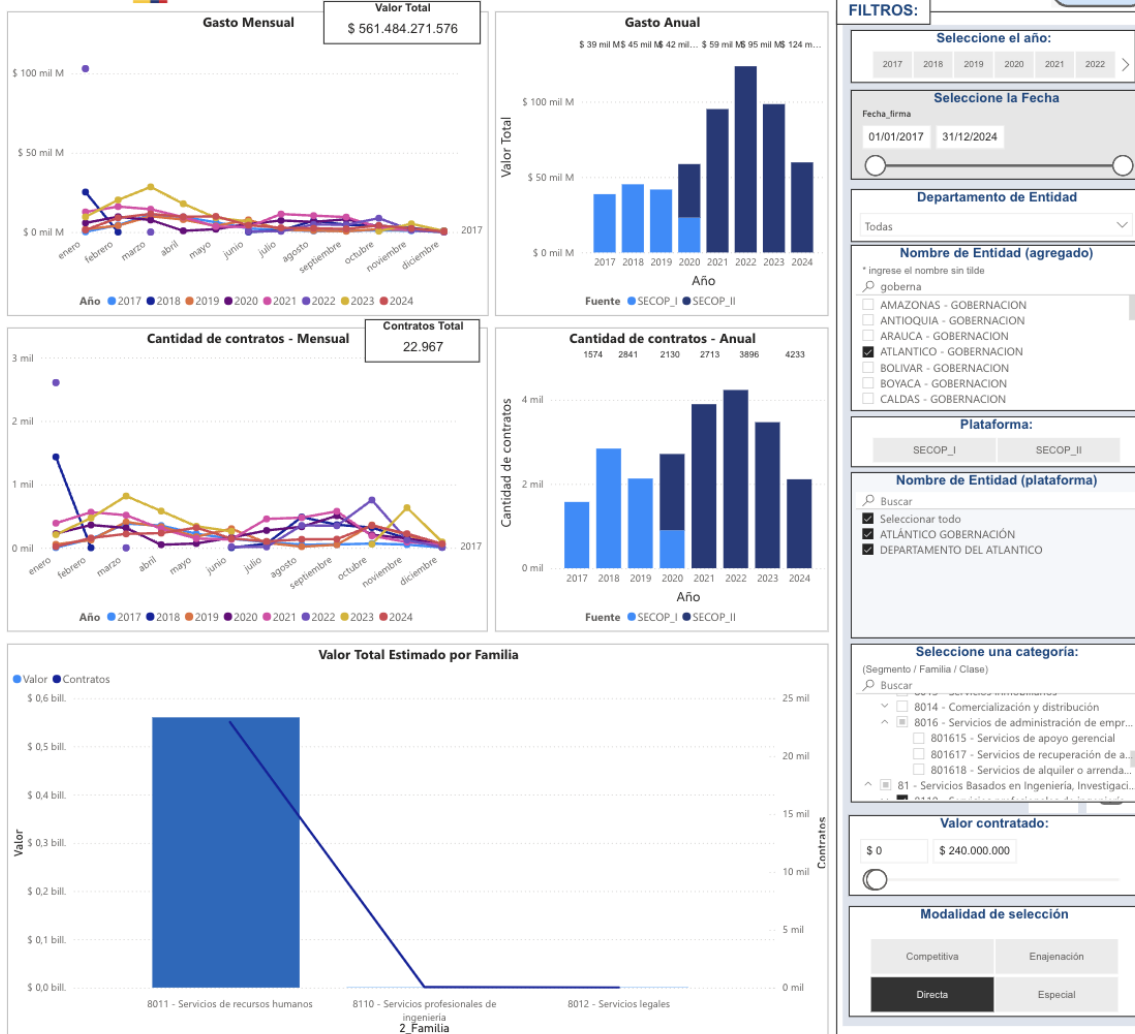 Gasto Mensual
Valor Total
$ 561.484.271.576
$ 100 mil M
$ 50 mil M
$ 0 mil M
enero
febrero
marzo
abril
mayo
junio
julio
agosto
septiembre
octubre
noviembre
diciembre
2017
Año 2017 2018 2019 2020 2021 2022 2023 2024
Gasto Anual
$ 39 mil M $ 45 mil M $ 42 mil... $ 59 mil M $ 95 mil M $ 124 m...
Valor Total
$ 100 mil M
$ 50 mil M
$ 0 mil M
2017 2018 2019 2020 2021 2022 2023 2024
Año
Fuente SECOP_I SECOP_II
Cantidad de contratos - Mensual
Contratos Total
22.967
3 mil
2 mil
1 mil
0 mil
enero
febrero
marzo
abril
mayo
junio
julio
agosto
septiembre
octubre
noviembre
diciembre
2017
Año 2017 2018 2019 2020 2021 2022 2023 2024
Cantidad de contratos - Anual
1574 2841 2130 2713 3896 4233
Cantidad de contratos
4 mil
2 mil
0 mil
2017 2018 2019 2020 2021 2022 2023 2024
Año
Fuente SECOP_I SECOP_II
Valor Total Estimado por Familia
Valor Contratos
Valor
$ 0,6 bill.
$ 0,5 bill.
$ 0,4 bill.
$ 0,3 bill.
$ 0,2 bill.
$ 0,1 bill.
$ 0,0 bill.
25 mil
20 mil
15 mil
10 mil
5 mil
0 mil
Contratos
8011 - Servicios de recursos humanos
8110 - Servicios profesionales de
ingeniería
8012 - Servicios legales
2_Familia
FILTROS:
Seleccione el año:
2017 2018 2019 2020 2021 2022
Seleccione la Fecha
Fecha_firma
01/01/2017 31/12/2024
Departamento de Entidad
Todas
Nombre de Entidad (agregado)
* ingrese el nombre sin tilde
goberna
AMAZONAS - GOBERNACION
ANTIOQUIA - GOBERNACION
ARAUCA - GOBERNACION
ATLANTICO - GOBERNACION
BOLIVAR - GOBERNACION
BOYACA - GOBERNACION
CALDAS - GOBERNACION
Plataforma:
SECOP_I SECOP_II
Nombre de Entidad (plataforma)
Buscar
Seleccionar todo
ATLÁNTICO GOBERNACIÓN
DEPARTAMENTO DEL ATLANTICO
Seleccione una categoría:
(Segmento / Familia / Clase)
Buscar
8014 - Comercialización y distribución
8016 - Servicios de administración de empr...
801615 - Servicios de apoyo gerencial
801617 - Servicios de recuperación de a...
801618 - Servicios de alquiler o arrenda...
81 - Servicios Basados en Ingeniería, Investigaci...
Valor contratado:
$ 0 $ 240.000.000
Modalidad de selección
Competitiva Enajenación
Directa Especial